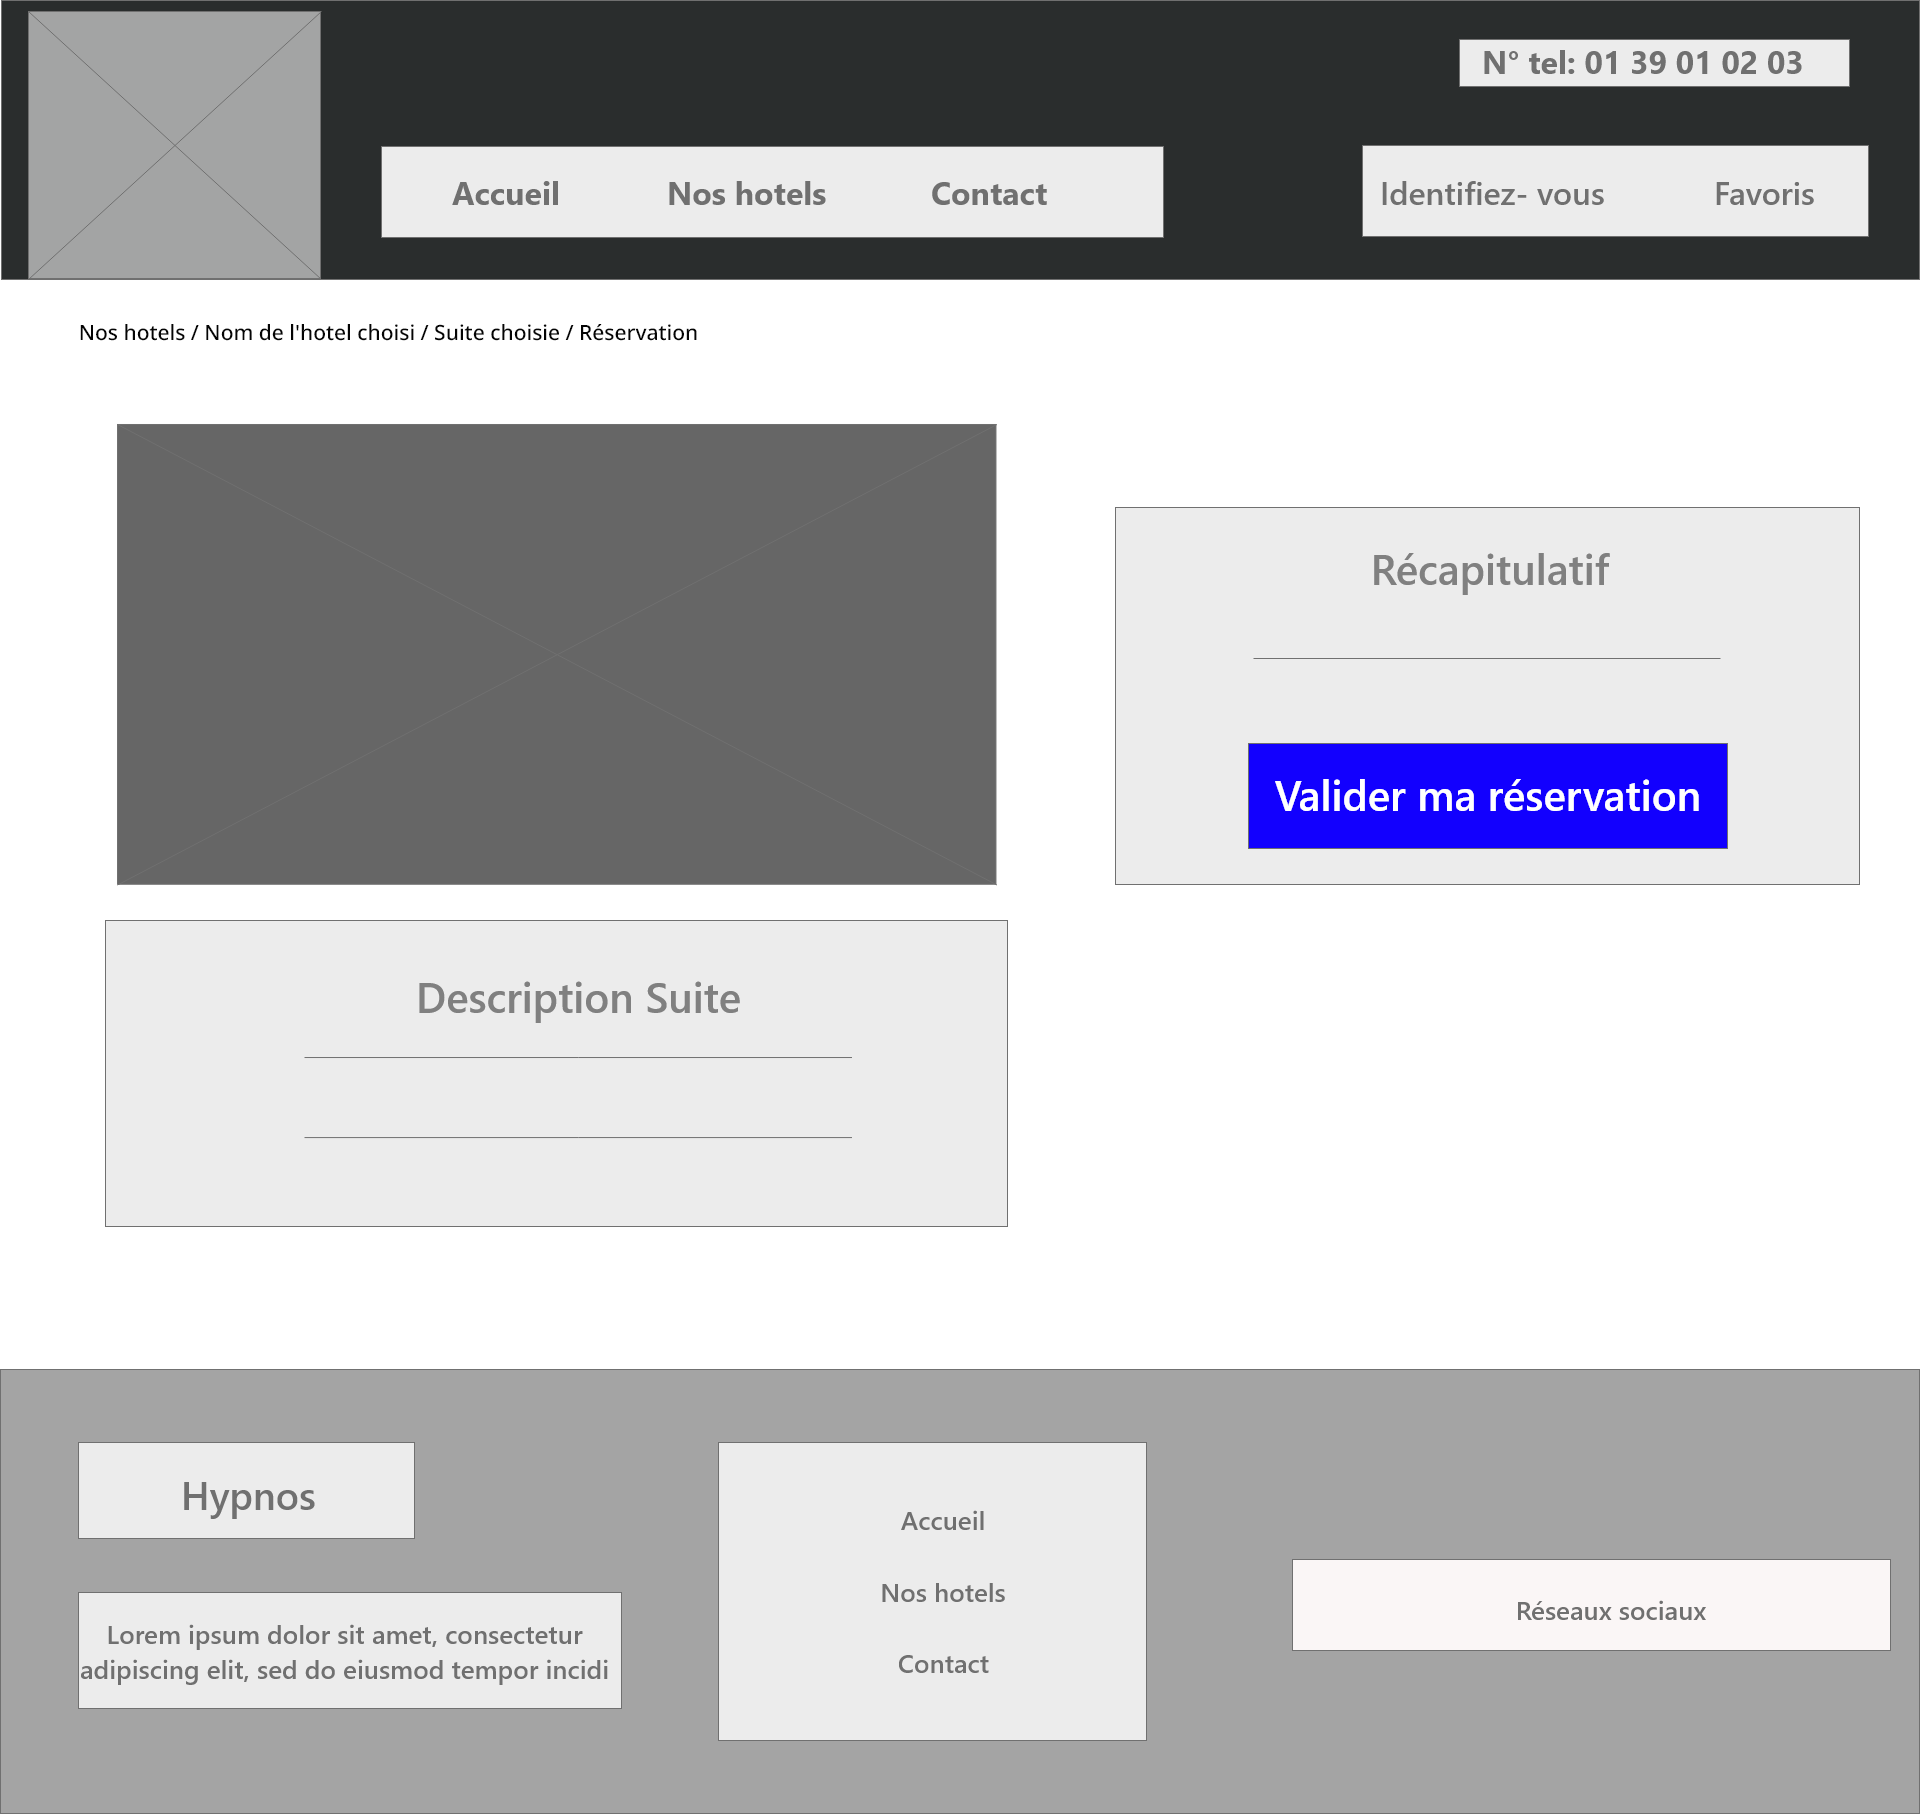 N° tel: 01 39 01 02 03
Accueil Nos hotels Contact
Identifiez- vous Favoris
Nos hotels / Nom de l'hotel choisi / Suite choisie / Réservation
Récapitulatif
Valider ma réservation
Description Suite
Hypnos
Lorem ipsum dolor sit amet, consectetur
adipiscing elit, sed do eiusmod tempor incidi
Accueil
Nos hotels
Contact
Réseaux sociaux